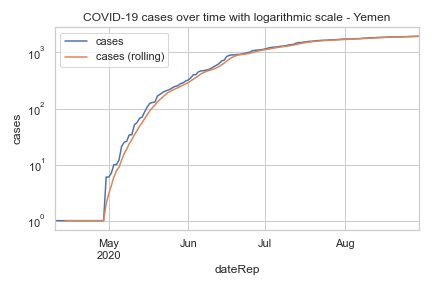 COVID-19 cases over time with logarithmic scale - Yemen
cases
cases (rolling)
10³
10²
10¹
10⁰
cases
May
2020
Jun
Jul
Aug
dateRep